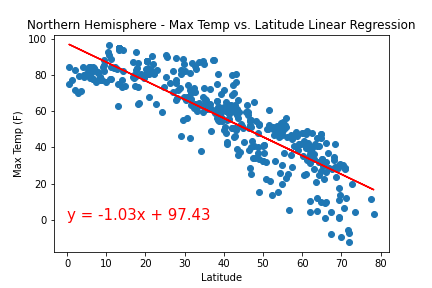 Northern Hemisphere - Max Temp vs. Latitude Linear Regression
100
80
60
40
20
0
Max Temp (F)
y = -1.03x + 97.43
0 10 20 30 40 50 60 70 80
Latitude